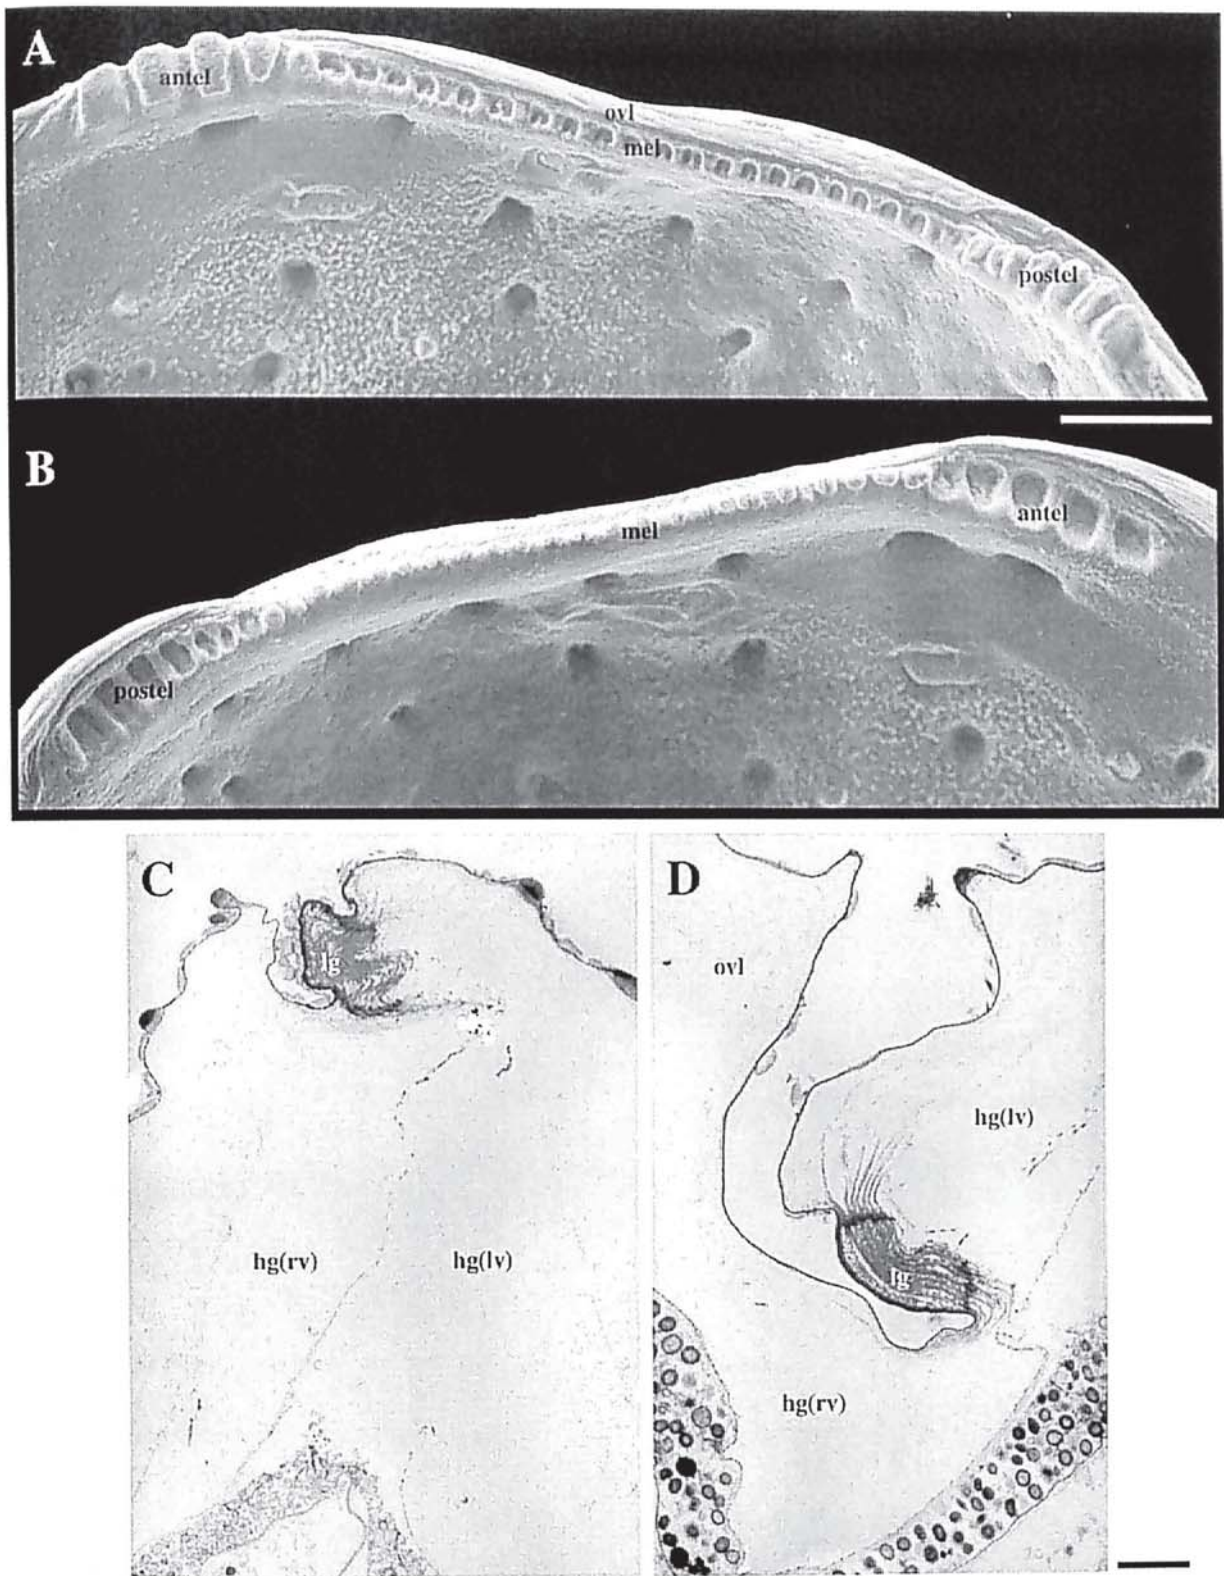 A
antel
ovl
mel
postel
B
mel
antel
postel
C
lg
hg(rv)
hg(lv)
D
ovl
hg(lv)
lg
hg(rv)